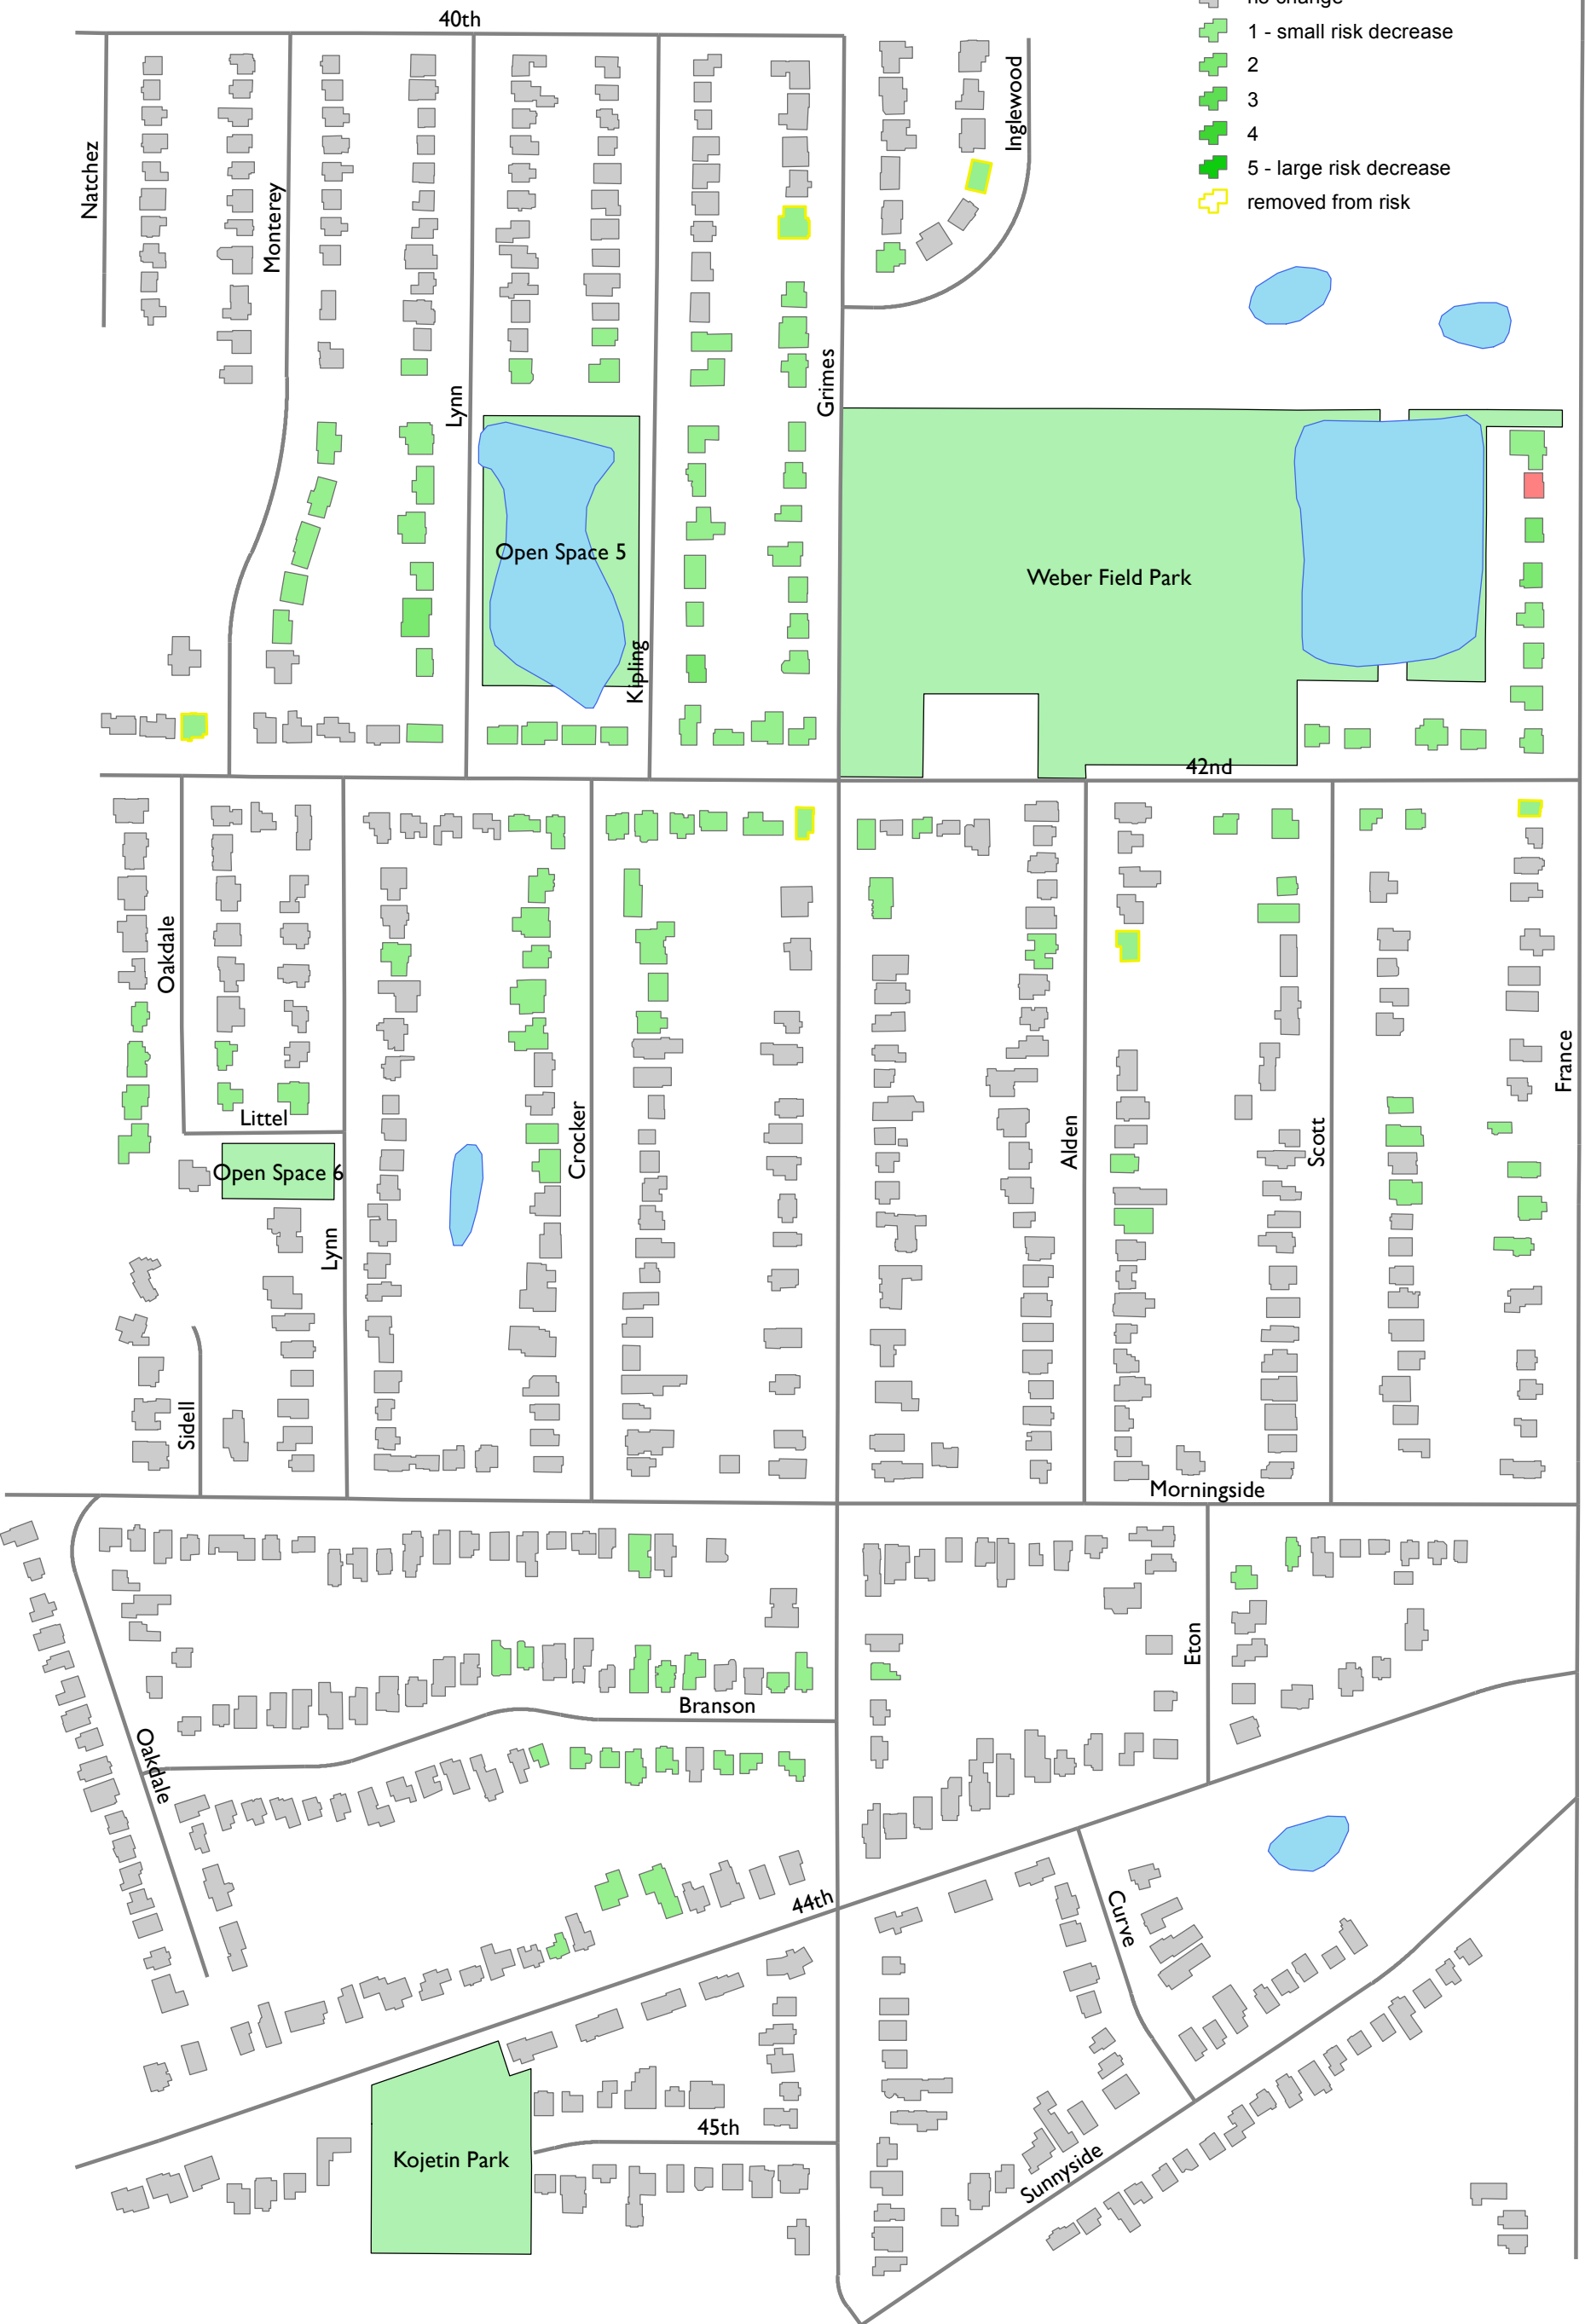 no change
40th
1 - small risk decrease
2
3
4
5 - large risk decrease
removed from risk
Inglewood
Natchez
Monterey
Grimes
Lynn
Open Space 5
Weber Field Park
Kipling
42nd
Oakdale
France
Littel
Crocker
Alden
Scott
Open Space 6
Lynn
Sidell
Morningside
Eton
Branson
Oakdale
44th
Curve
45th
Kojetin Park
Sunnyside